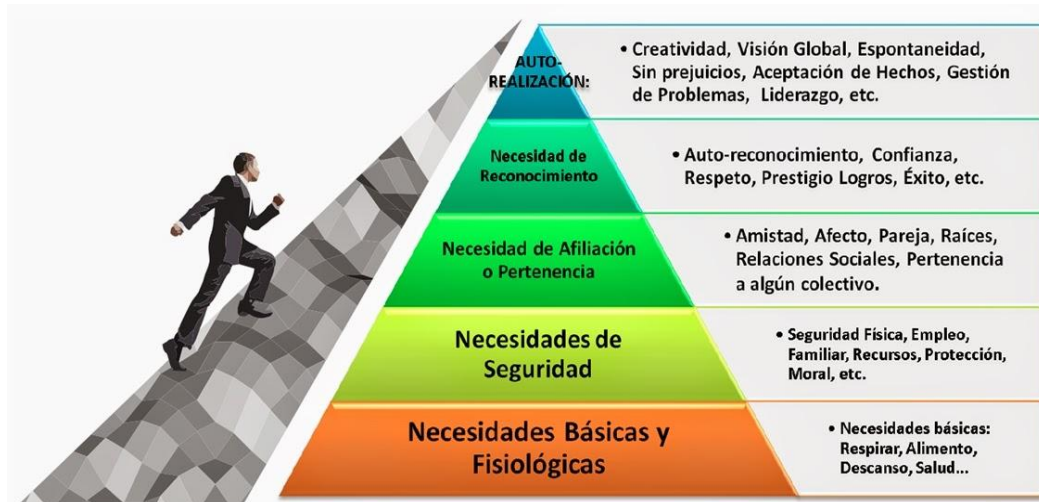 AUTO-
REALIZACIÓN:
• Creatividad, Visión Global, Espontaneidad,
Sin prejuicios, Aceptación de Hechos, Gestión
de Problemas, Liderazgo, etc.
Necesidad de
Reconocimiento
• Auto-reconocimiento, Confianza,
Respeto, Prestigio Logros, Éxito, etc.
Necesidad de Afiliación
o Pertenencia
• Amistad, Afecto, Pareja, Raíces,
Relaciones Sociales, Pertenencia
a algún colectivo.
Necesidades de
Seguridad
• Seguridad Física, Empleo,
Familiar, Recursos, Protección,
Moral, etc.
Necesidades Básicas y
Fisiológicas
• Necesidades básicas:
Respirar, Alimento,
Descanso, Salud...